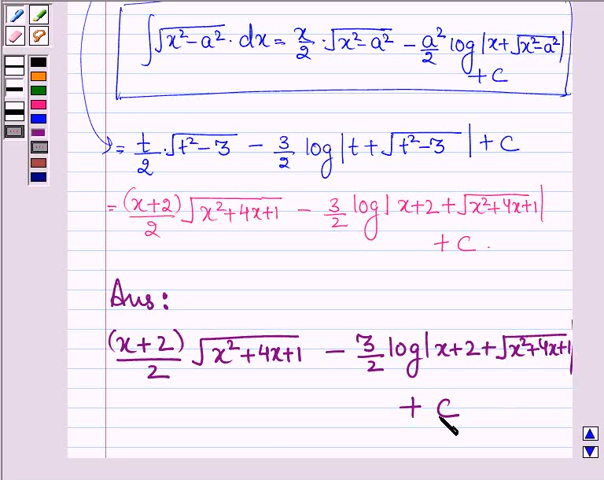 ∫√(x²-a²) · dx = x/2 · √(x²-a²) - a²/2 log|x+√(x²-a²)|
+ C
= t/2 · √(t²-3) - 3/2 log|t+√(t²-3)| + C
= (x+2)/2 √(x²+4x+1) - 3/2 log|x+2+√(x²+4x+1)|
+ C.
Ans:
(x+2)/2 √(x²+4x+1) - 3/2 log|x+2+√(x²+4x+1)|
+ C